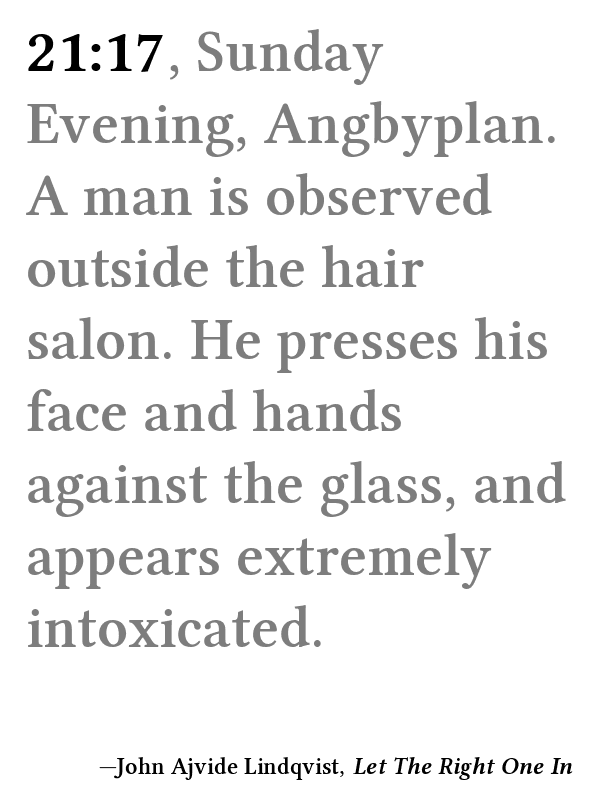 21:17, Sunday
Evening, Angbyplan.
A man is observed
outside the hair
salon. He presses his
face and hands
against the glass, and
appears extremely
intoxicated.
—John Ajvide Lindqvist, Let The Right One In